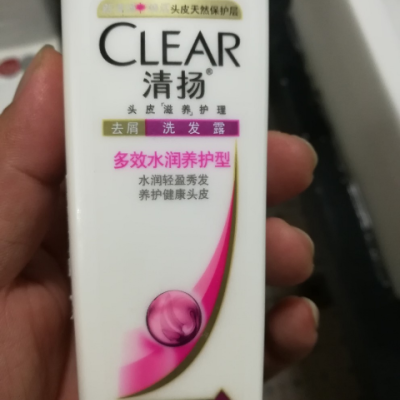 头皮天然保护层
CLEAR
清扬®
头皮滋养护理
去屑 洗发露
多效水润养护型
水润轻盈秀发
养护健康头皮